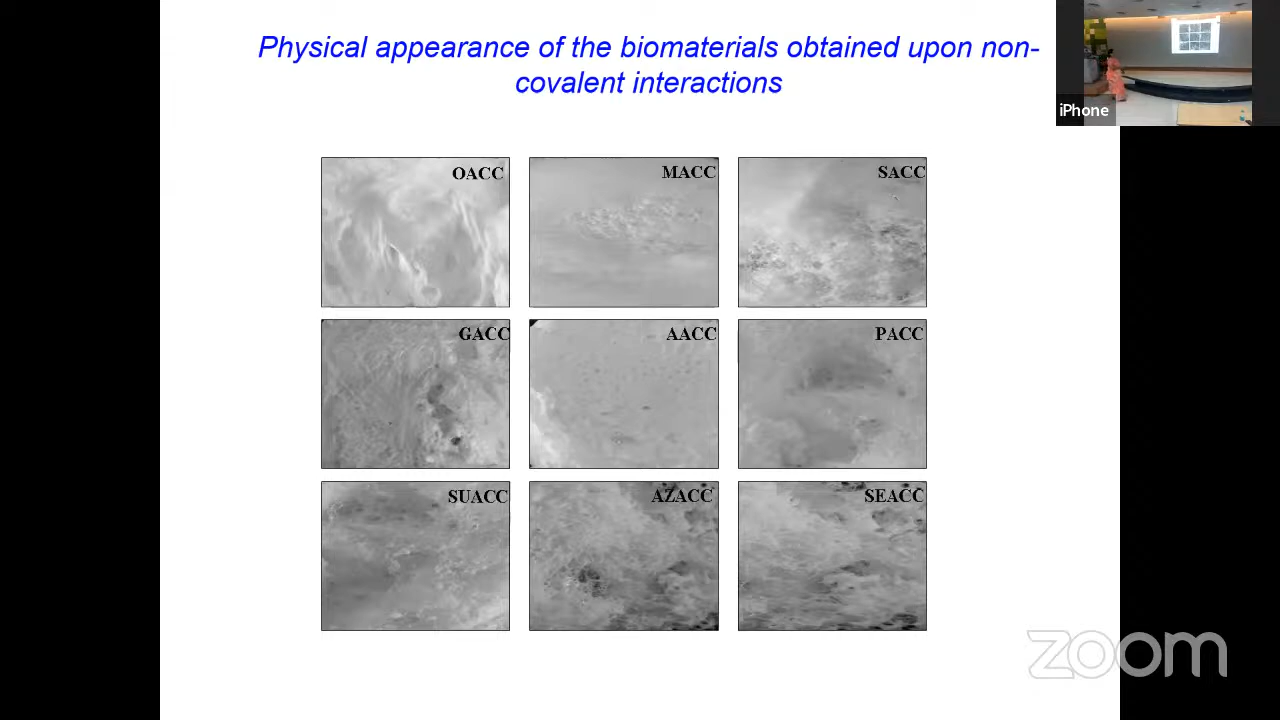 Physical appearance of the biomaterials obtained upon non-
covalent interactions
iPhone
OACC
MACC
SACC
GACC
AACC
PACC
SUACC
AZACC
SEACC
zoom